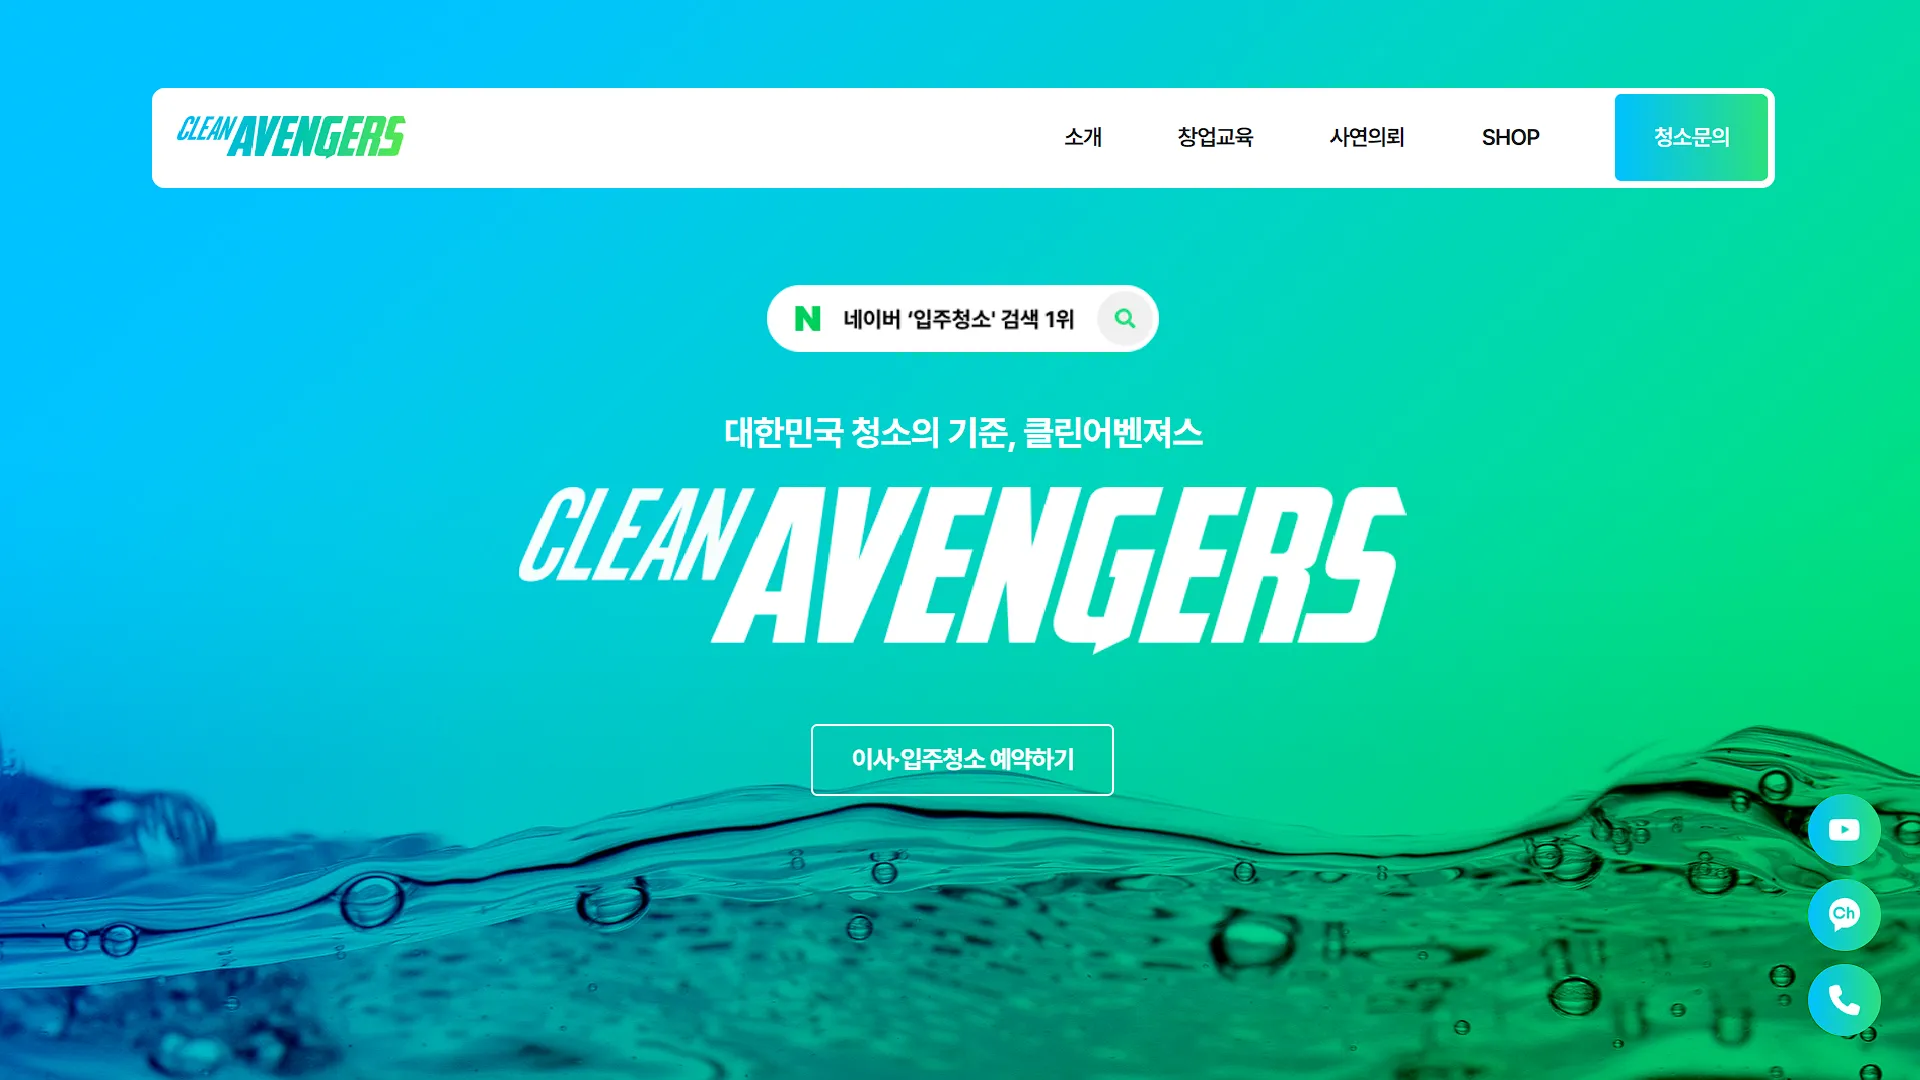 CLEAN AVENGERS
소개
창업교육
사연의뢰
SHOP
청소문의
N 네이버 ‘입주청소' 검색 1위
대한민국 청소의 기준, 클린어벤져스
CLEAN AVENGERS
이사·입주청소 예약하기
Ch